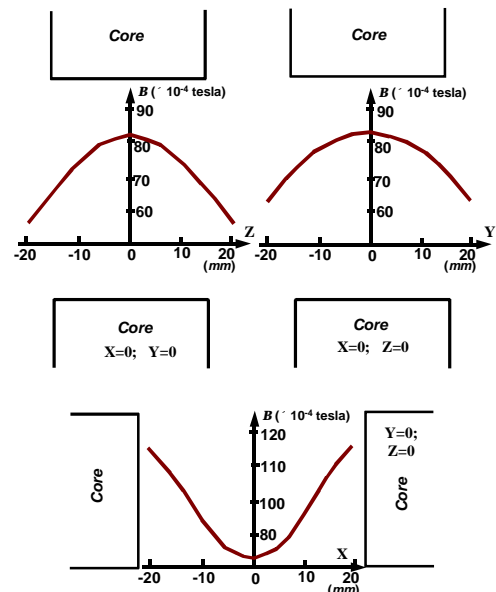 Core
Core
B (´ 10-4 tesla)
B (´ 10-4 tesla)
90
90
80
80
70
70
60
60
Z
Y
-20 -10 0 10 20
-20 -10 0 10 20
(mm)
(mm)
Core
X=0; Y=0
Core
X=0; Z=0
B (´ 10-4 tesla)
120
110
100
80
Core
Y=0;
Z=0
Core
X
-20 -10 0 10 20
(mm)